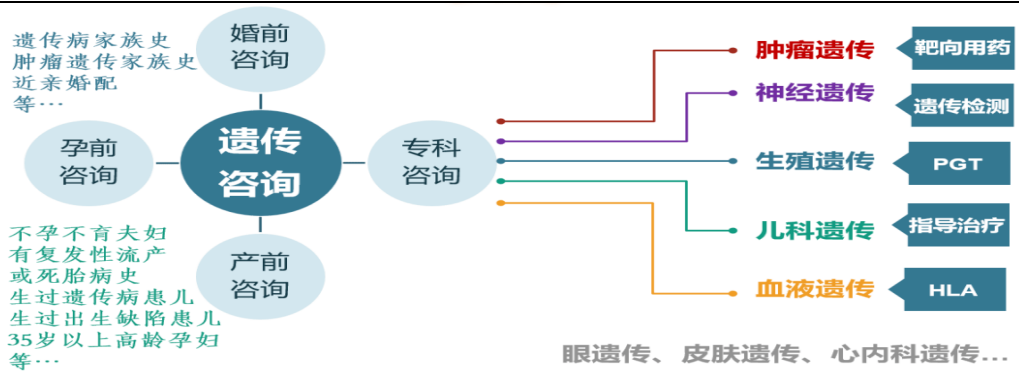 遗传病家族史
肿瘤遗传家族史
近亲婚配
等…
婚前
咨询
孕前
咨询
遗传
咨询
专科
咨询
产前
咨询
不孕不育夫妇
有复发性流产
或死胎病史
生过遗传病患儿
生过出生缺陷患儿
35岁以上高龄孕妇
等…
肿瘤遗传
靶向用药
神经遗传
遗传检测
生殖遗传
PGT
儿科遗传
指导治疗
血液遗传
HLA
眼遗传、皮肤遗传、心内科遗传...